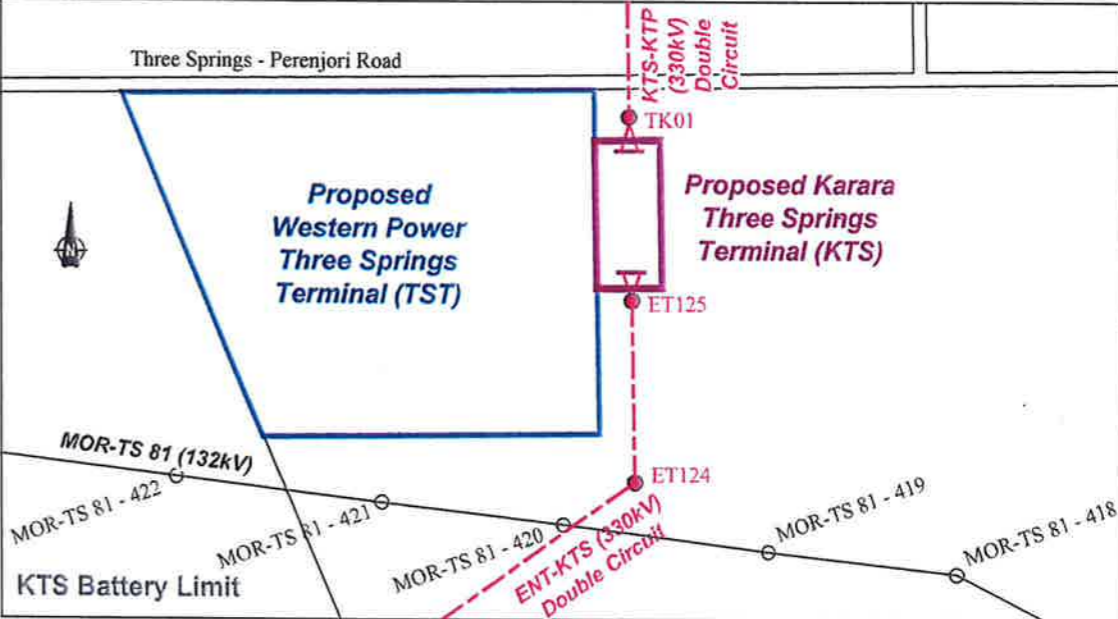 KTS-KTP
(330kV)
Double
Circuit
Three Springs - Perenjori Road
TK01
Proposed
Western Power
Three Springs
Terminal (TST)
Proposed Karara
Three Springs
Terminal (KTS)
N
ET125
MOR-TS 81 (132kV)
ET124
MOR-TS 81 - 422
MOR-TS 81 - 421
MOR-TS 81 - 420
MOR-TS 81 - 419
MOR-TS 81 - 418
ENT-KTS (330kV)
Double Circuit
KTS Battery Limit